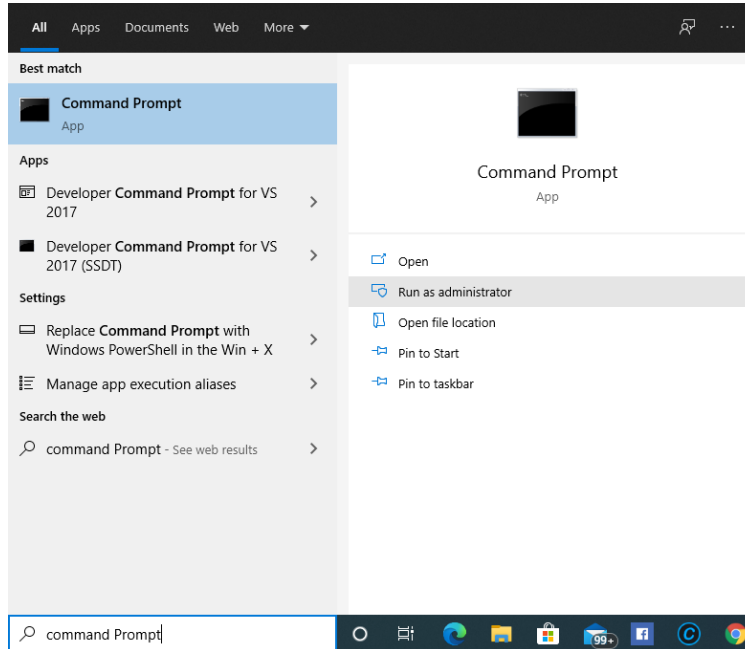 All Apps Documents Web More
Best match
Command Prompt
App
Apps
Developer Command Prompt for VS
2017
Developer Command Prompt for VS
2017 (SSDT)
Settings
Replace Command Prompt with
Windows PowerShell in the Win + X
Manage app execution aliases
Search the web
command Prompt - See web results
Command Prompt
App
Open
Run as administrator
Open file location
Pin to Start
Pin to taskbar
command Prompt
99+